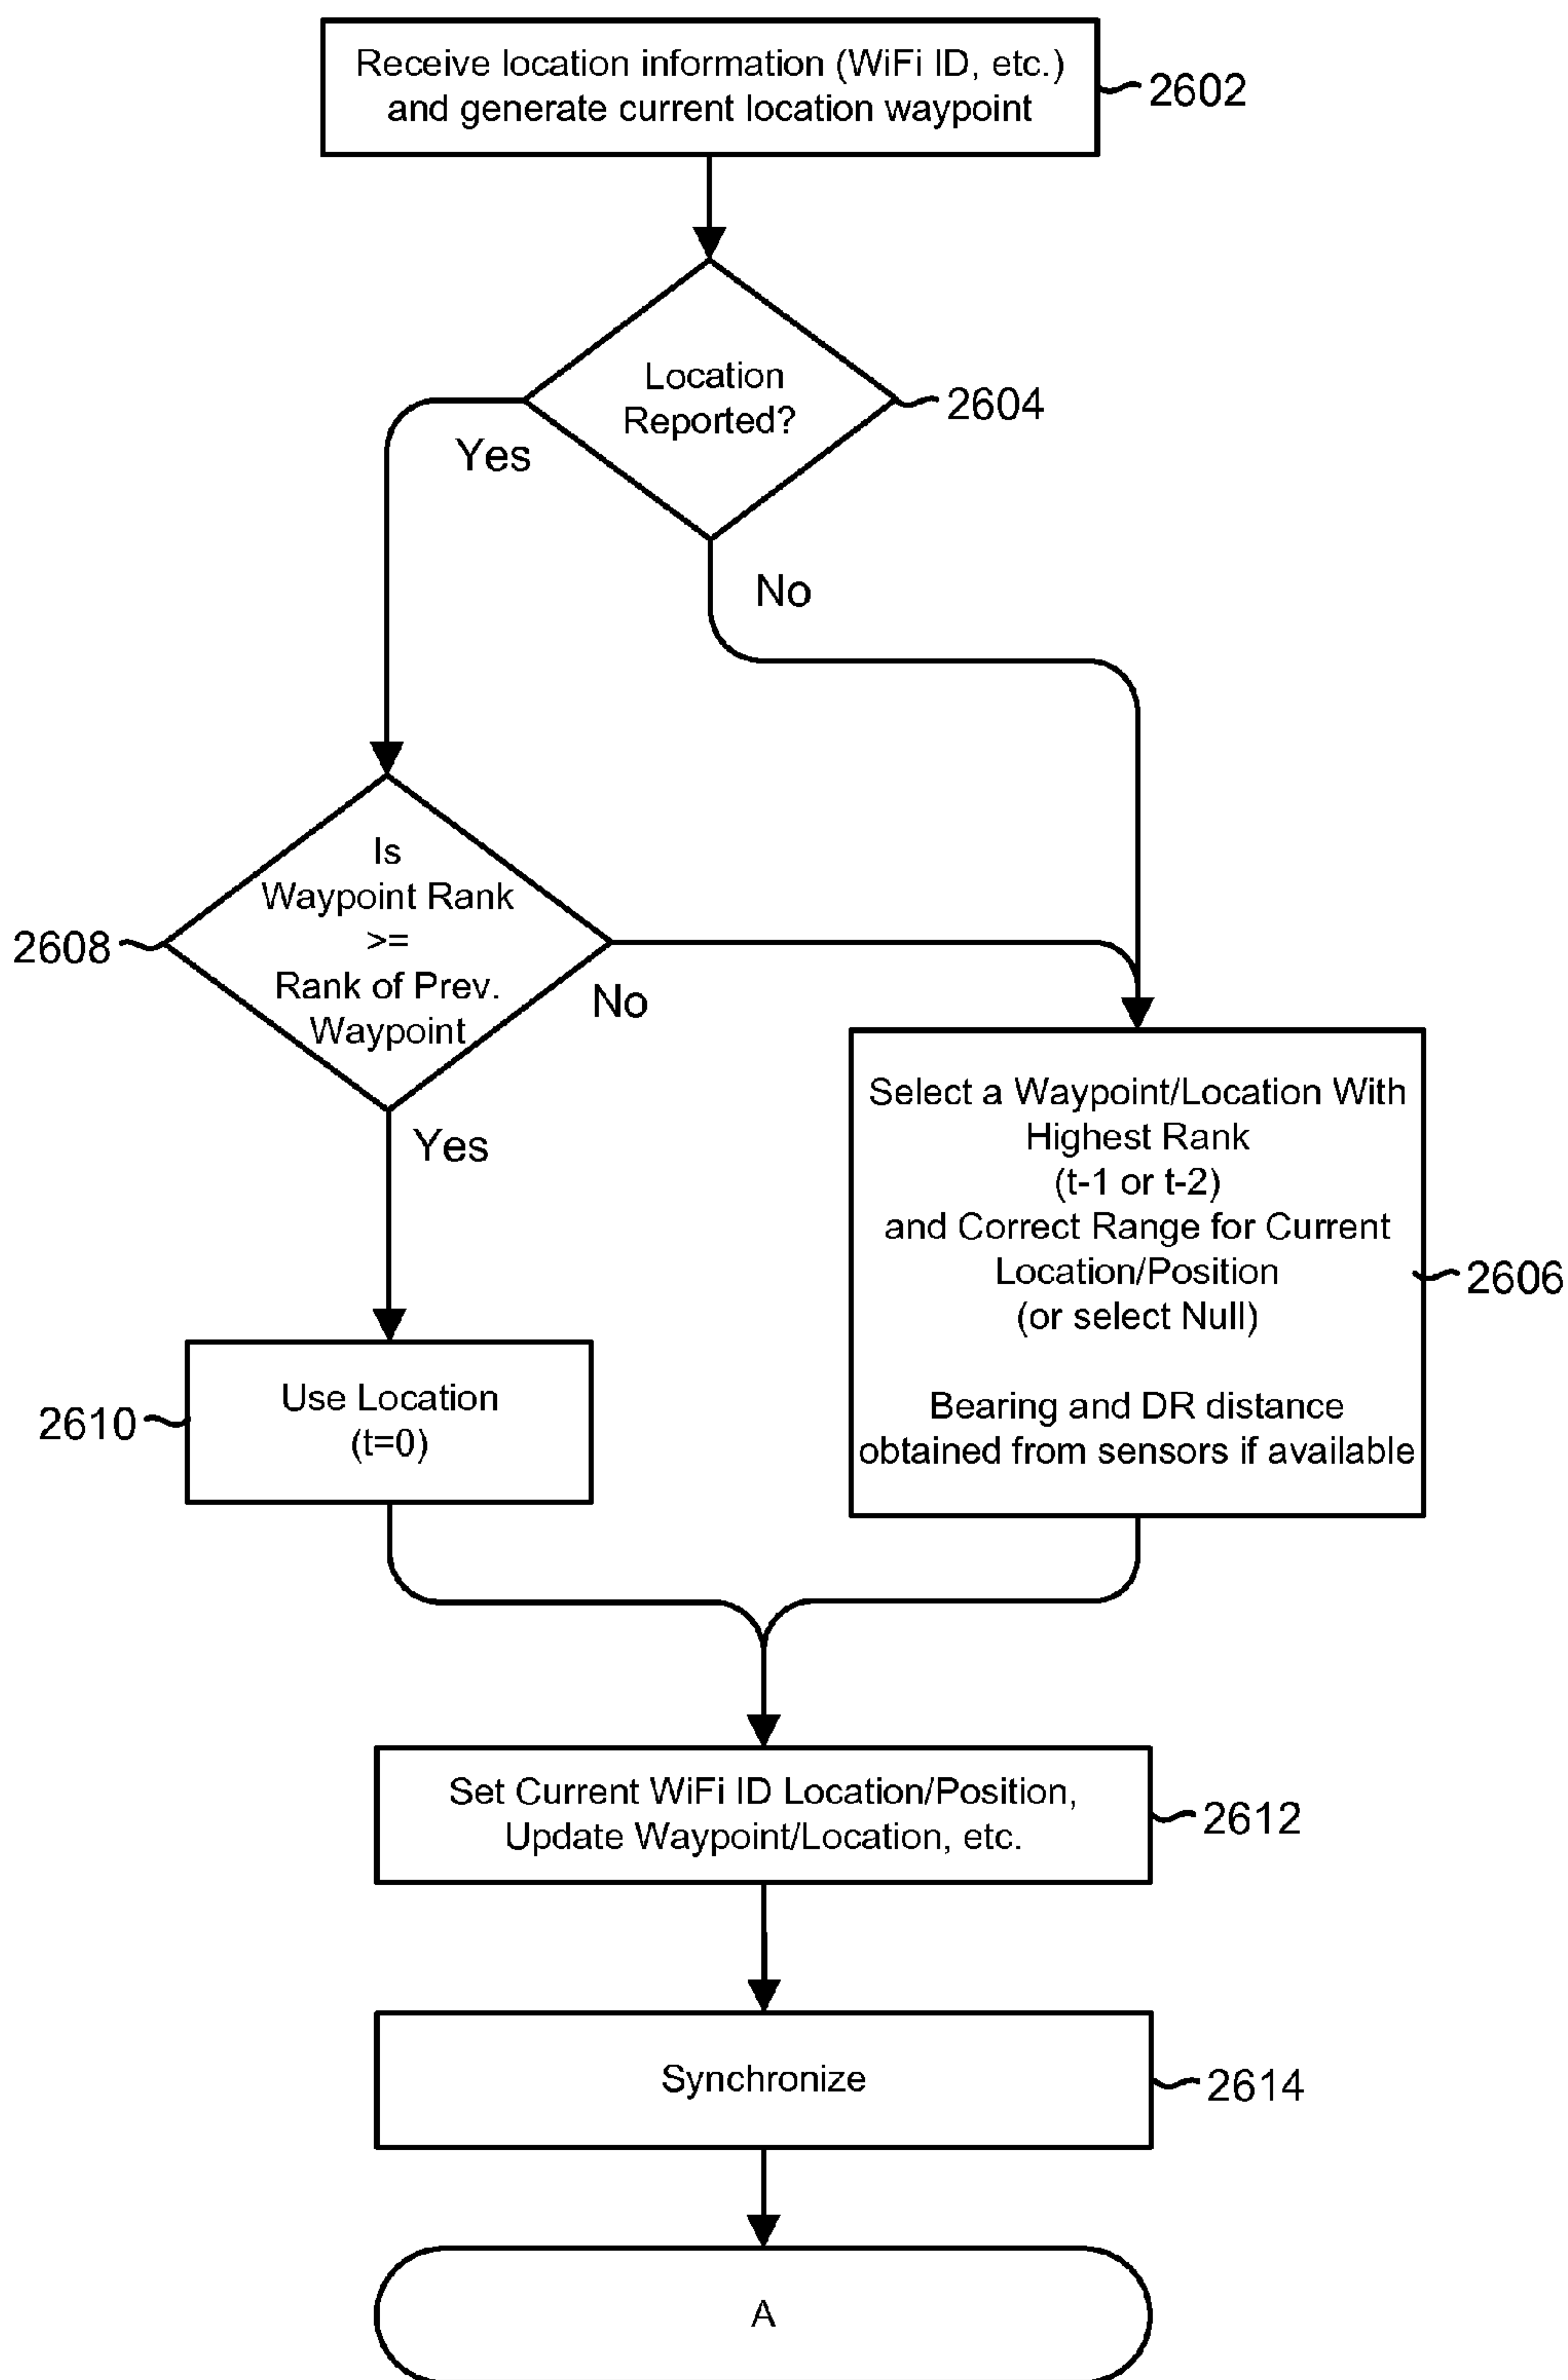 Receive location information (WiFi ID, etc.)
and generate current location waypoint
2602
Location
Reported?
2604
Yes
No
Is
Waypoint Rank
>=
Rank of Prev.
Waypoint
2608
No
Yes
Select a Waypoint/Location With
Highest Rank
(t-1 or t-2)
and Correct Range for Current
Location/Position
(or select Null)
Bearing and DR distance
obtained from sensors if available
2606
Use Location
(t=0)
2610
Set Current WiFi ID Location/Position,
Update Waypoint/Location, etc.
2612
Synchronize
2614
A